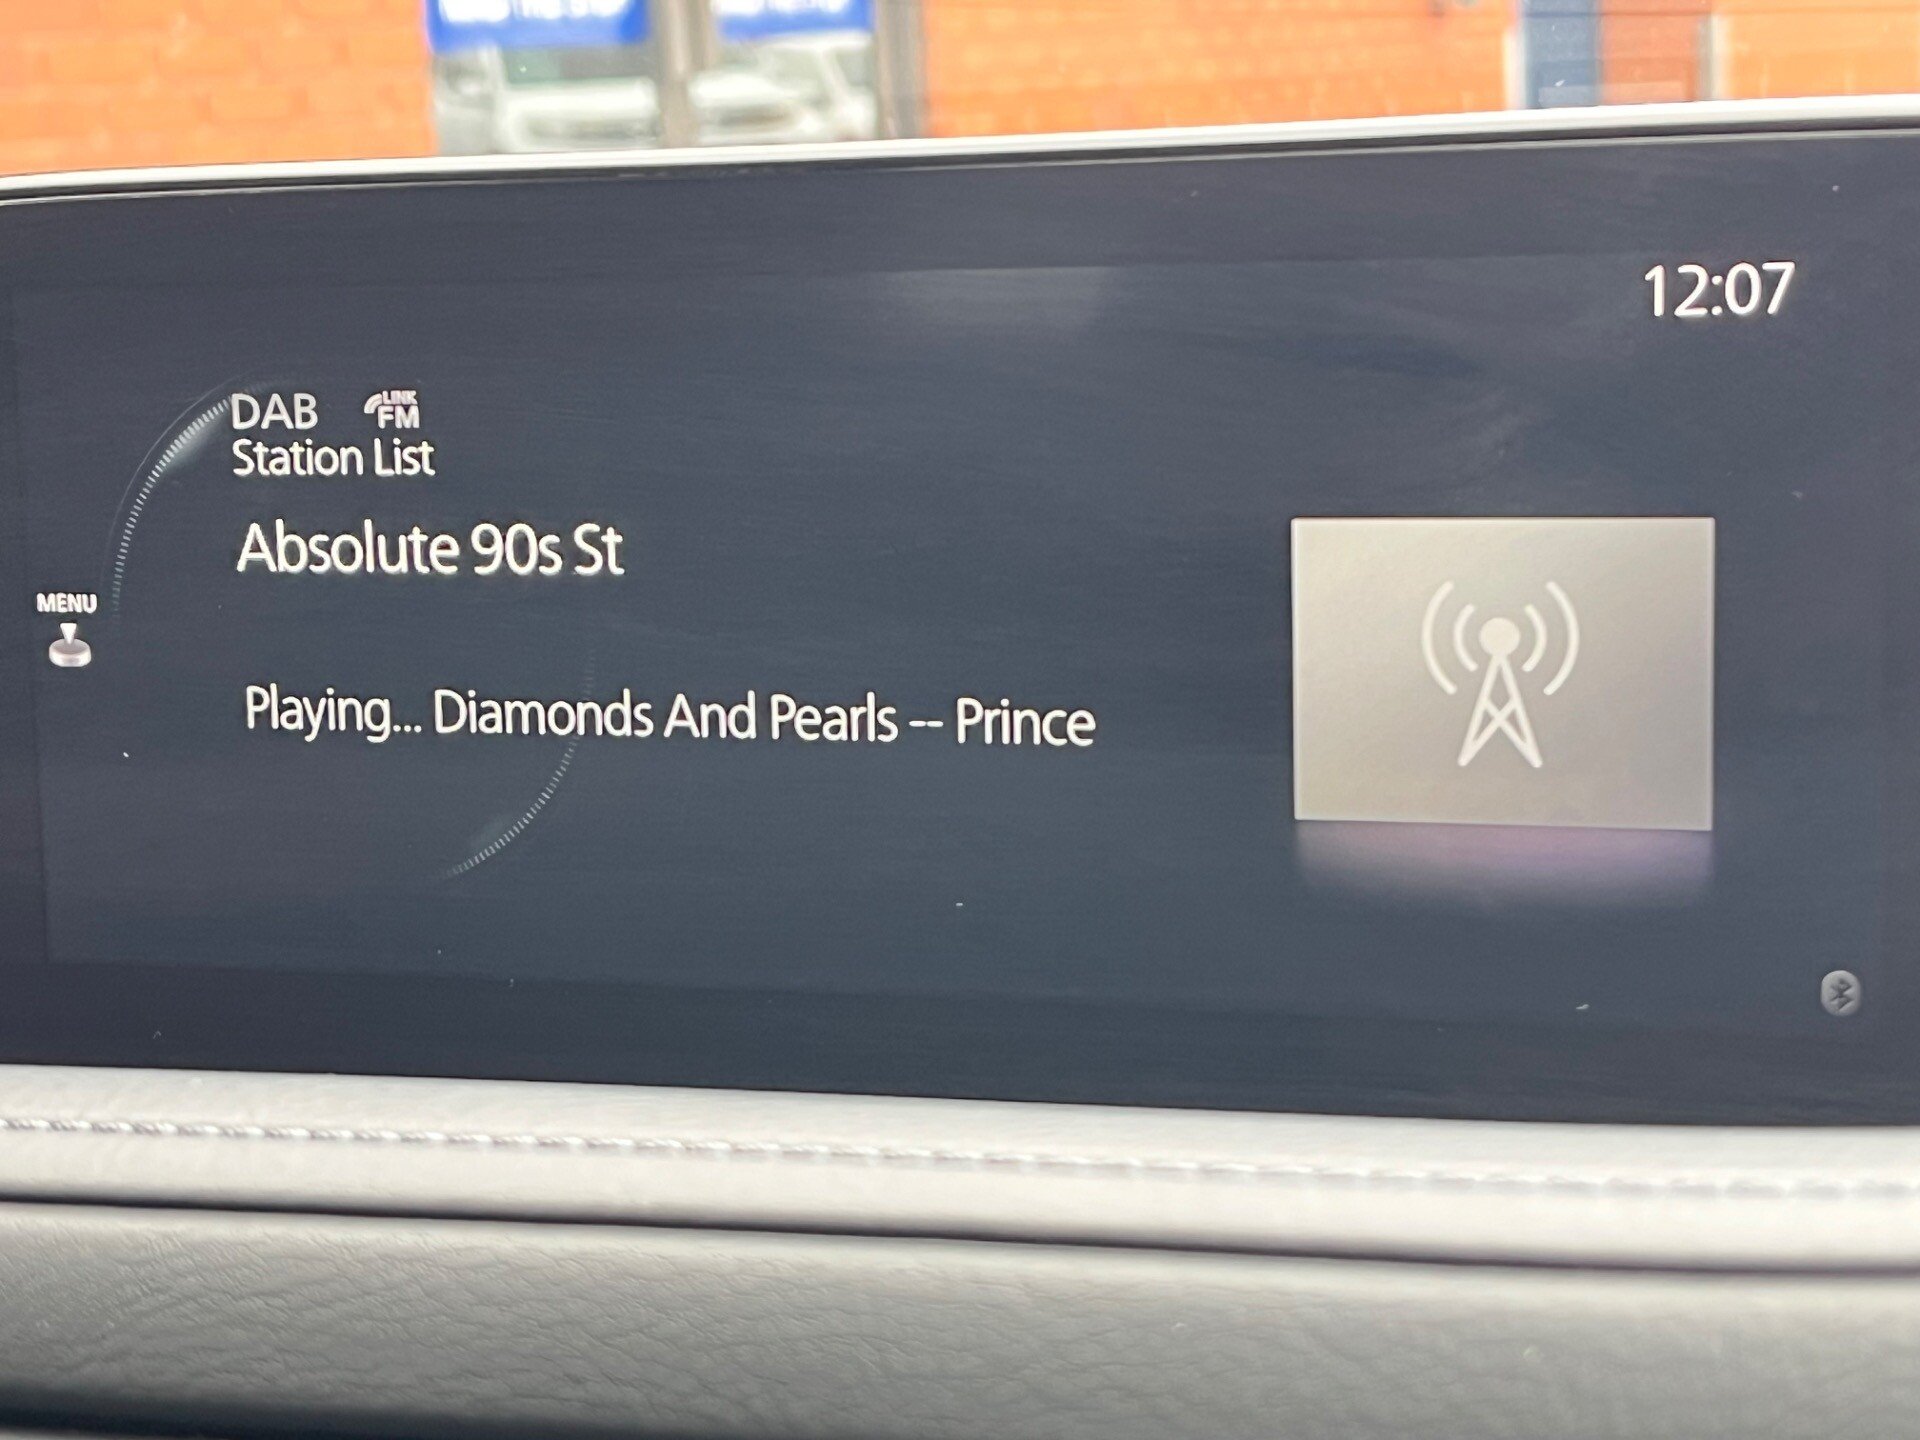 12:07
DAB LINK FM
Station List
Absolute 90s St
MENU
Playing... Diamonds And Pearls -- Prince